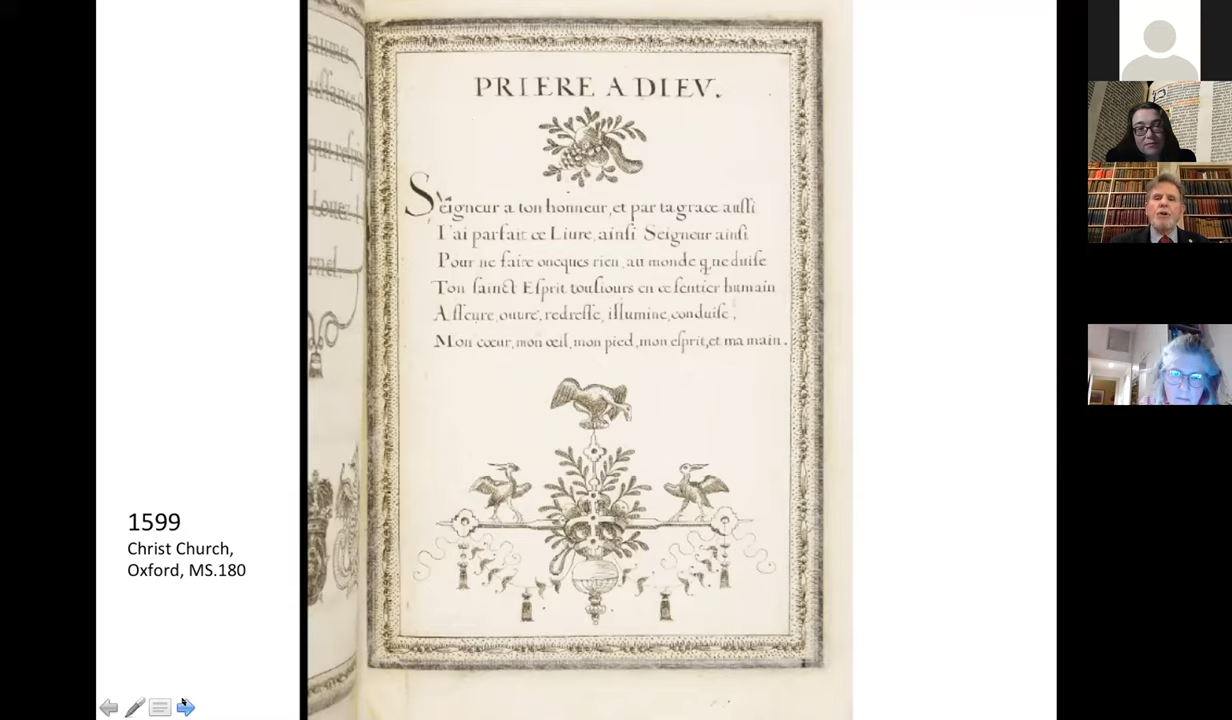 PRIERE A DIEV.
Seigneur a ton honneur, et par ta grace auſſi
I'ai parfait ce Liure, ainſi Seigneur ainſi
Pour ne faire oncques rien, au monde q, ne duiſe
Ton ſainct Eſprit touſiours en ce ſentier humain
Aſſeure, ouure, redreſſe, illumine, conduiſe,
Mon cœur, mon œil, mon pied, mon eſprit, et ma main.
1599
Christ Church,
Oxford, MS.180